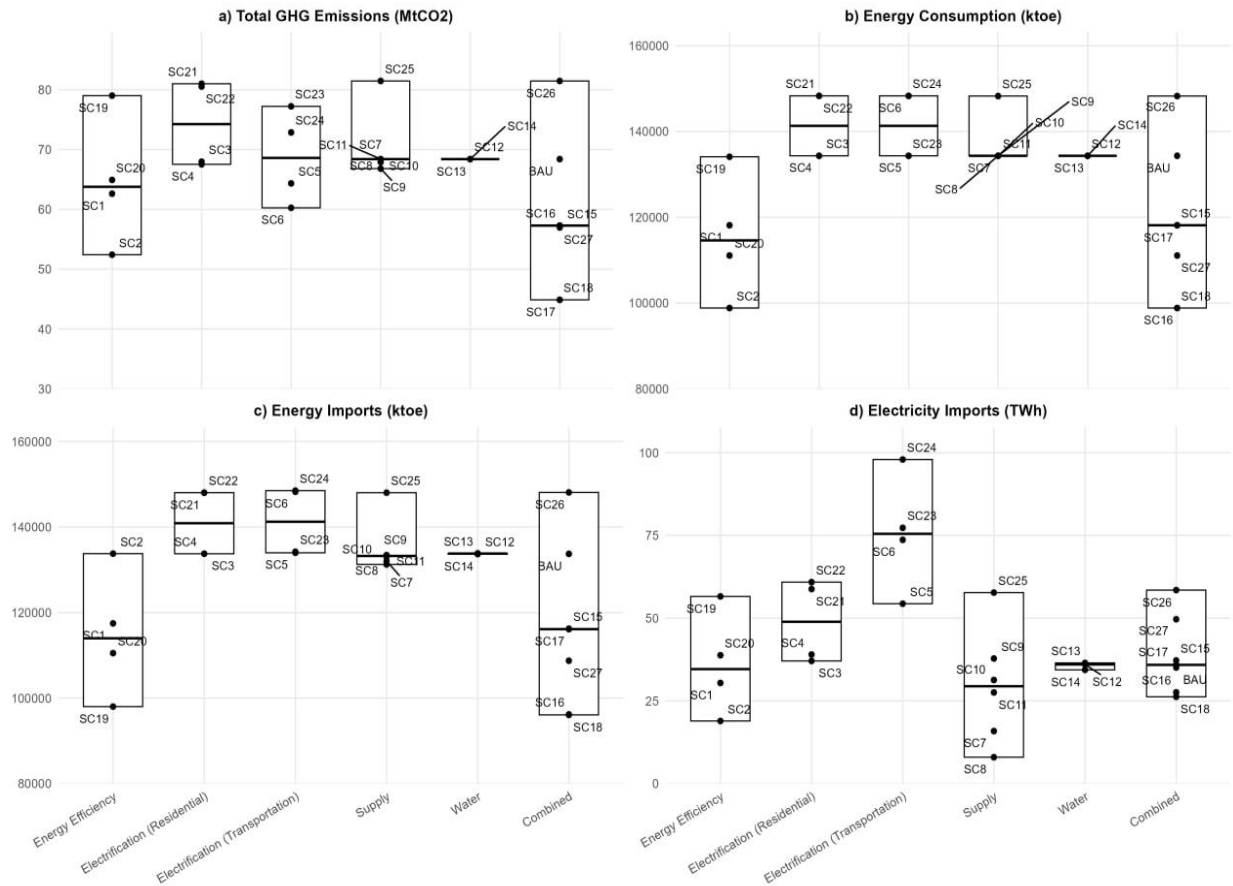 a) Total GHG Emissions (MtCO2)
80
70
60
50
40
30
SC19
SC20
SC1
SC2
SC21
SC22
SC3
SC4
SC23
SC24
SC5
SC6
SC25
SC11
SC7
SC8
SC10
SC9
SC14
SC12
SC13
SC26
BAU
SC16
SC15
SC27
SC18
SC17
b) Energy Consumption (ktoe)
160000
140000
120000
100000
80000
SC19
SC1
SC20
SC2
SC21
SC22
SC3
SC4
SC24
SC6
SC23
SC5
SC25
SC9
SC10
SC11
SC7
SC8
SC14
SC12
SC13
SC26
BAU
SC15
SC17
SC27
SC18
SC16
c) Energy Imports (ktoe)
160000
140000
120000
100000
80000
SC2
SC1
SC20
SC19
SC22
SC21
SC4
SC3
SC24
SC6
SC23
SC5
SC25
SC9
SC10
SC11
SC8
SC7
SC13
SC12
SC14
SC26
BAU
SC15
SC17
SC27
SC16
SC18
Energy Efficiency
Electrification (Residential)
Electrification (Transportation)
Supply
Water
Combined
d) Electricity Imports (TWh)
100
75
50
25
0
SC19
SC20
SC1
SC2
SC22
SC21
SC4
SC3
SC24
SC23
SC6
SC5
SC25
SC9
SC10
SC11
SC7
SC8
SC13
SC14
SC12
SC26
SC27
SC17
SC15
SC16
BAU
SC18
Energy Efficiency
Electrification (Residential)
Electrification (Transportation)
Supply
Water
Combined